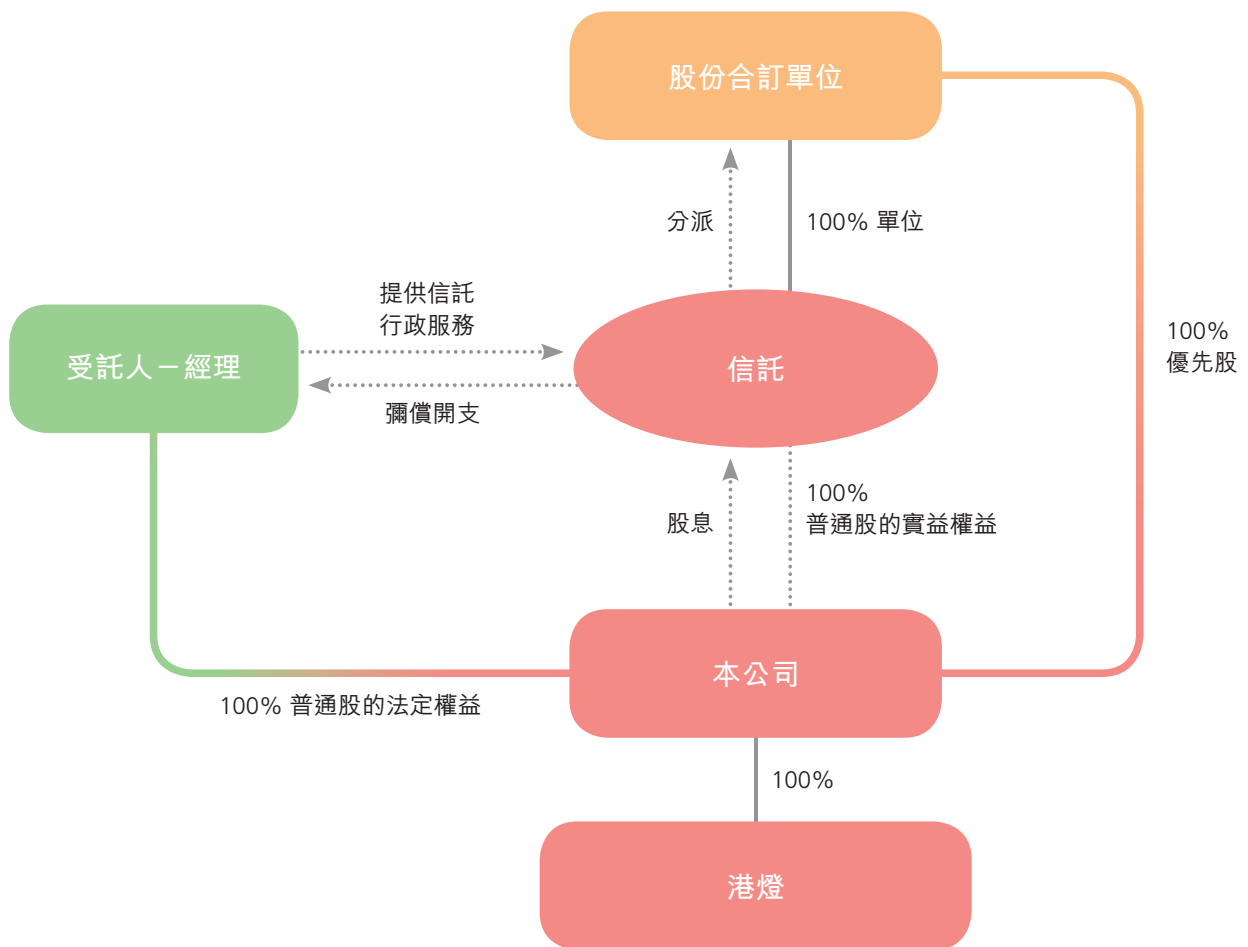 股份合訂單位
分派
100% 單位
提供信託
行政服務
受託人－經理
信託
彌償開支
100%
優先股
股息
100%
普通股的實益權益
本公司
100% 普通股的法定權益
100%
港燈